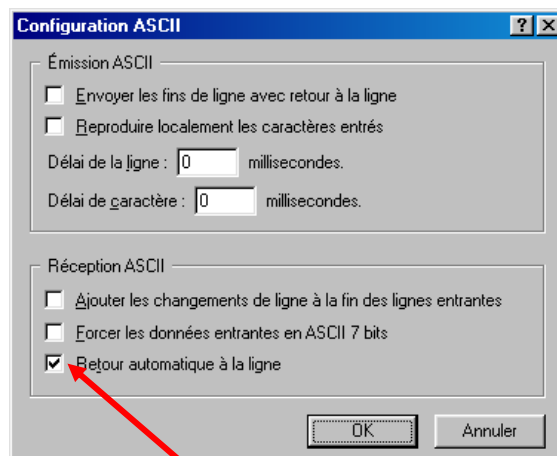 Configuration ASCII
Émission ASCII
Envoyer les fins de ligne avec retour à la ligne
Reproduire localement les caractères entrés
Délai de la ligne : 0 millisecondes.
Délai de caractère : 0 millisecondes.
Réception ASCII
Ajouter les changements de ligne à la fin des lignes entrantes
Forcer les données entrantes en ASCII 7 bits
Retour automatique à la ligne
OK Annuler